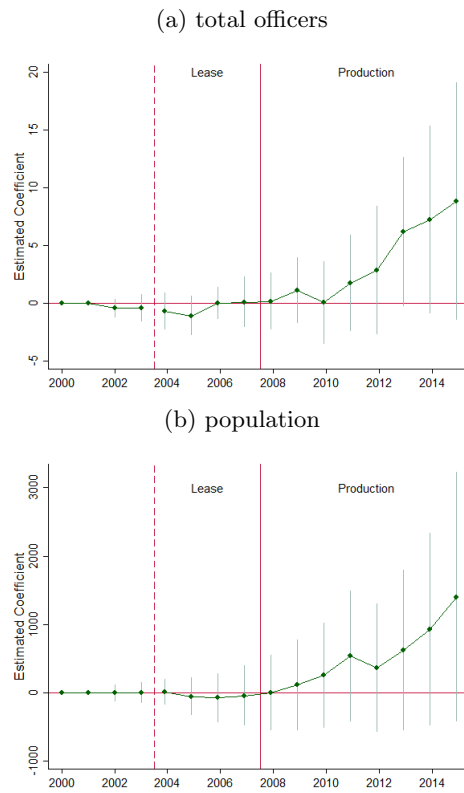 (a) total officers
Lease
Production
Estimated Coefficient
20
15
10
5
0
-5
2000 2002 2004 2006 2008 2010 2012 2014
(b) population
Lease
Production
Estimated Coefficient
3000
2000
1000
0
-1000
2000 2002 2004 2006 2008 2010 2012 2014